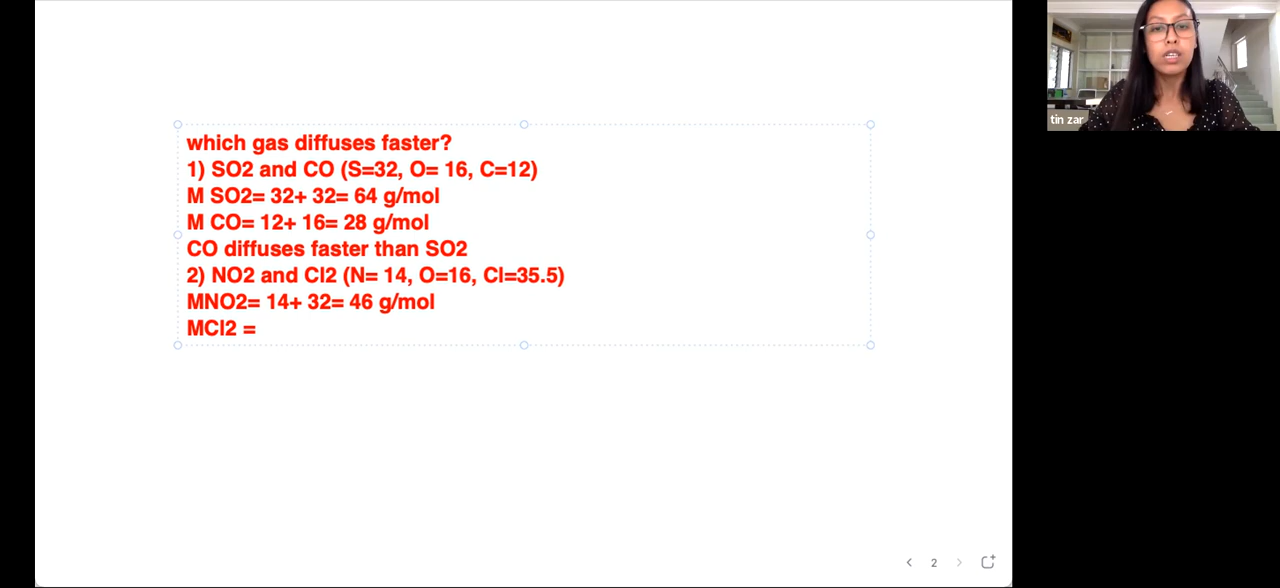 which gas diffuses faster?
1) SO2 and CO (S=32, O= 16, C=12)
M SO2= 32+ 32= 64 g/mol
M CO= 12+ 16= 28 g/mol
CO diffuses faster than SO2
2) NO2 and Cl2 (N= 14, O=16, Cl=35.5)
MNO2= 14+ 32= 46 g/mol
MCl2 =
tin zar
2